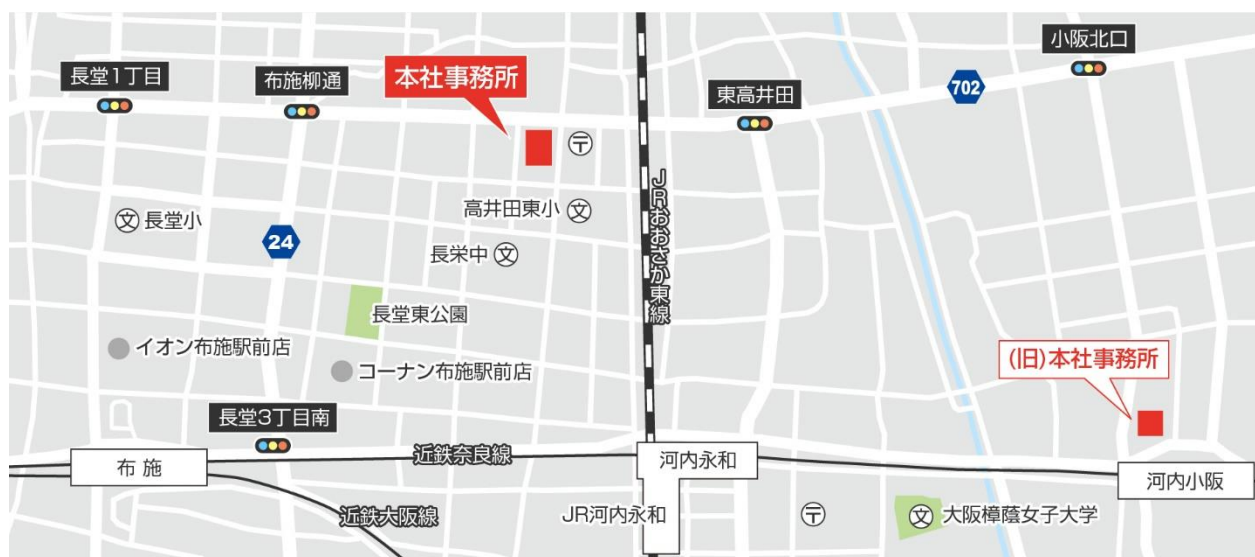 小阪北口
長堂1丁目
布施柳通
本社事務所
東高井田
702
〒
文 長堂小
高井田東小 文
JRおおさか東線
24
長栄中 文
長堂東公園
イオン布施駅前店
コーナン布施駅前店
(旧)本社事務所
長堂3丁目南
近鉄奈良線
布施
河内永和
河内小阪
近鉄大阪線
JR河内永和
〒
文 大阪樟蔭女子大学